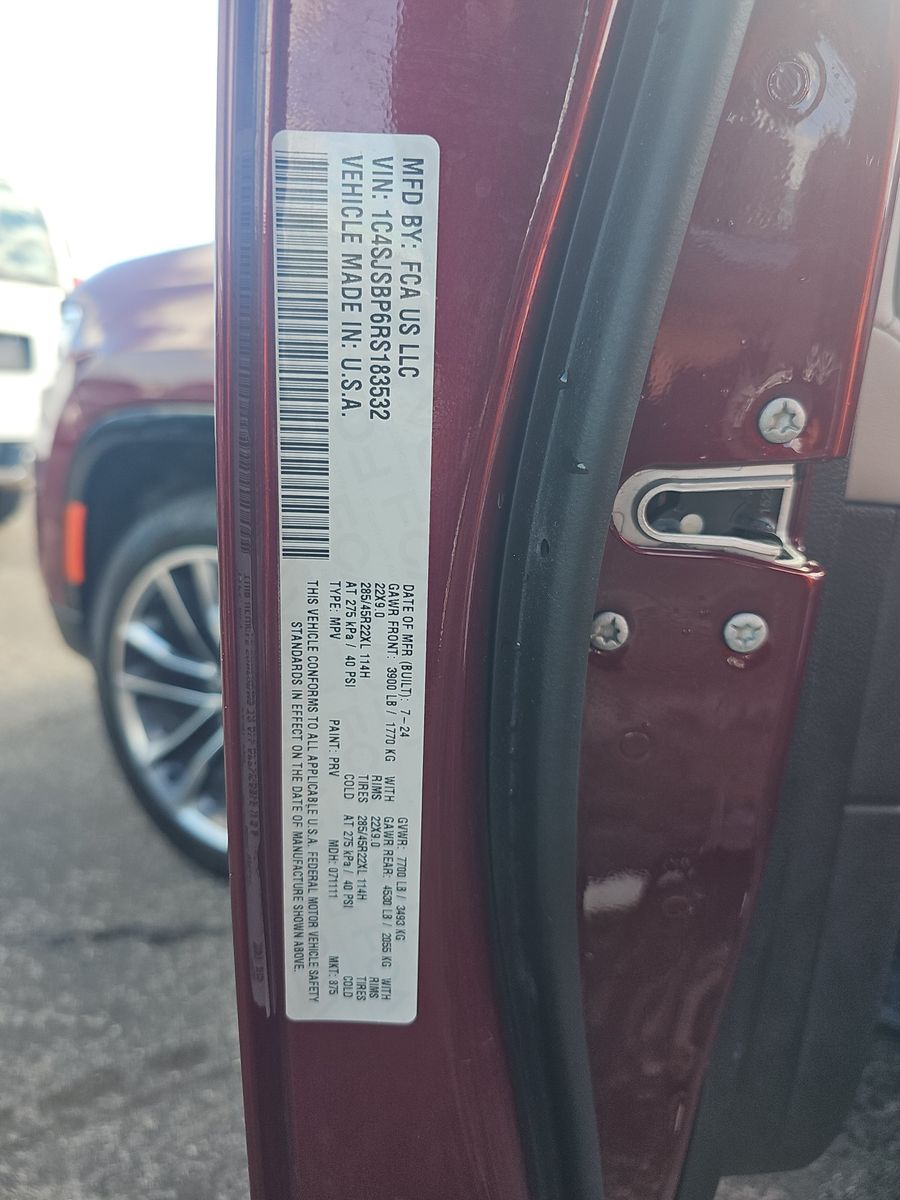 MFD BY: FCA US LLC
VIN: 1C4SJSBP6RS183532
VEHICLE MADE IN: U.S.A.
DATE OF MFR (BUILT): 7-24 GVWR: 7700 LB / 3493 KG
GAWR FRONT: 3900 LB / 1770 KG WITH GAWR REAR: 4530 LB / 2055 KG WITH
22X9.0 RIMS 22X9.0 RIMS
285/45R22XL 114H TIRES 285/45R22XL 114H TIRES
AT 275 kPa / 40 PSI COLD AT 275 kPa / 40 PSI COLD
TYPE: MPV PAINT: PRV MDH: 071111 MKT: 875
THIS VEHICLE CONFORMS TO ALL APPLICABLE U.S.A. FEDERAL MOTOR VEHICLE SAFETY
STANDARDS IN EFFECT ON THE DATE OF MANUFACTURE SHOWN ABOVE.